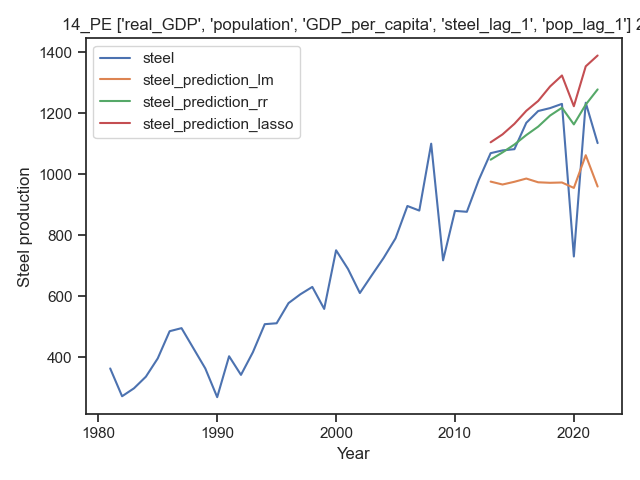 14_PE ['real_GDP', 'population', 'GDP_per_capita', 'steel_lag_1', 'pop_lag_1']
steel
steel_prediction_lm
steel_prediction_rr
steel_prediction_lasso
1400
1200
1000
800
600
400
Steel production
1980
1990
2000
2010
2020
Year